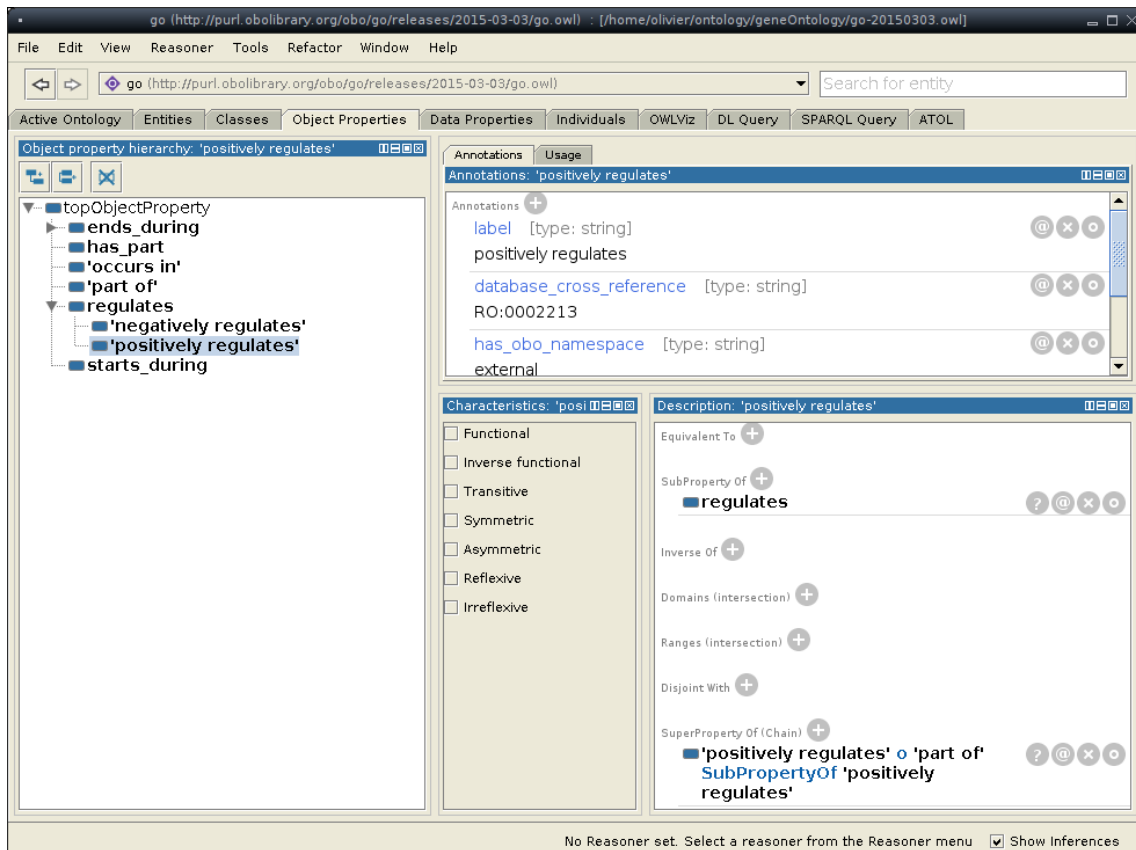 go (http://purl.obolibrary.org/obo/go/releases/2015-03-03/go.owl) : [/home/olivier/ontology/geneOntology/go-20150303.owl]
File Edit View Reasoner Tools Refactor Window Help
go (http://purl.obolibrary.org/obo/go/releases/2015-03-03/go.owl)
Search for entity
Active Ontology Entities Classes Object Properties Data Properties Individuals OWLViz DL Query SPARQL Query ATOL
Object property hierarchy: 'positively regulates'
topObjectProperty
ends_during
has_part
'occurs in'
'part of'
regulates
'negatively regulates'
'positively regulates'
starts_during
Annotations Usage
Annotations: 'positively regulates'
Annotations
label [type: string]
positively regulates
database_cross_reference [type: string]
RO:0002213
has_obo_namespace [type: string]
external
Characteristics: 'posi
Functional
Inverse functional
Transitive
Symmetric
Asymmetric
Reflexive
Irreflexive
Description: 'positively regulates'
Equivalent To
SubProperty Of
regulates
Inverse Of
Domains (intersection)
Ranges (intersection)
Disjoint With
SuperProperty Of (Chain)
'positively regulates' o 'part of'
SubPropertyOf 'positively
regulates'
No Reasoner set. Select a reasoner from the Reasoner menu Show Inferences